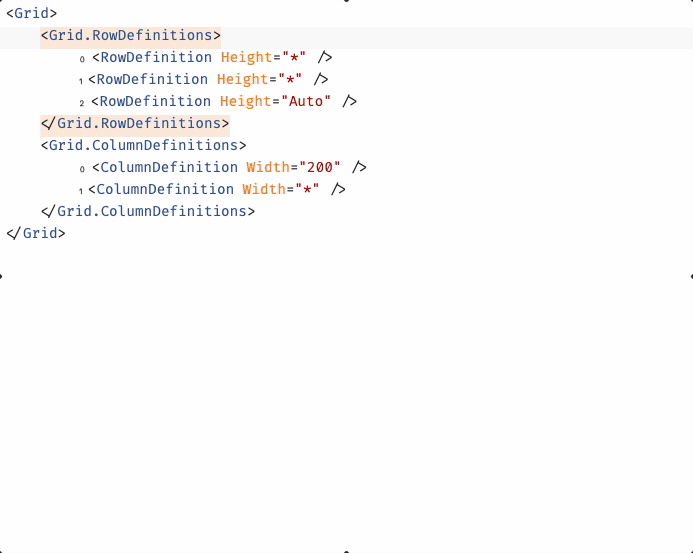 <Grid>
<Grid.RowDefinitions>
0 <RowDefinition Height="*" />
1 <RowDefinition Height="*" />
2 <RowDefinition Height="Auto" />
</Grid.RowDefinitions>
<Grid.ColumnDefinitions>
0 <ColumnDefinition Width="200" />
1 <ColumnDefinition Width="*" />
</Grid.ColumnDefinitions>
</Grid>